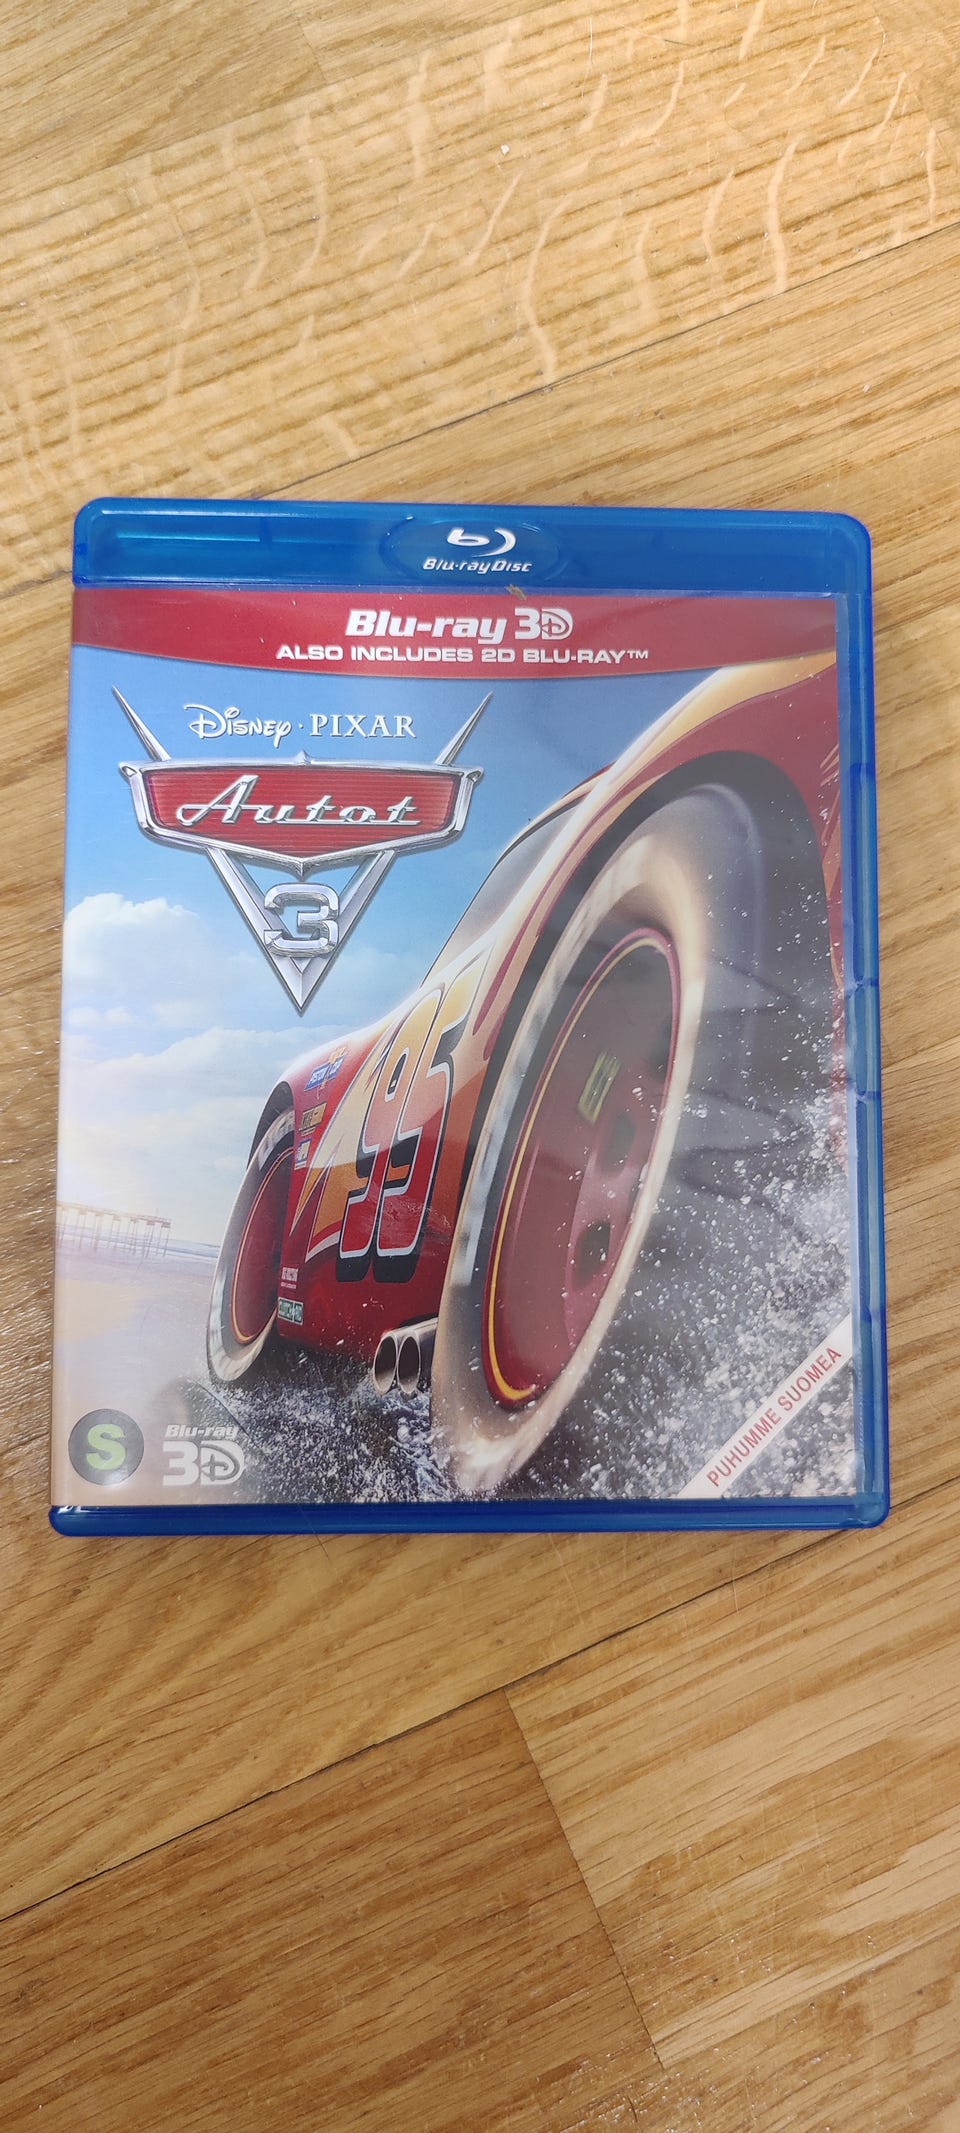 Blu-ray Disc
Blu-ray 3D
ALSO INCLUDES 2D BLU-RAY™
Disney · PIXAR
Autot
3
95
S
Blu-ray
3D
PUHUMME SUOMEA